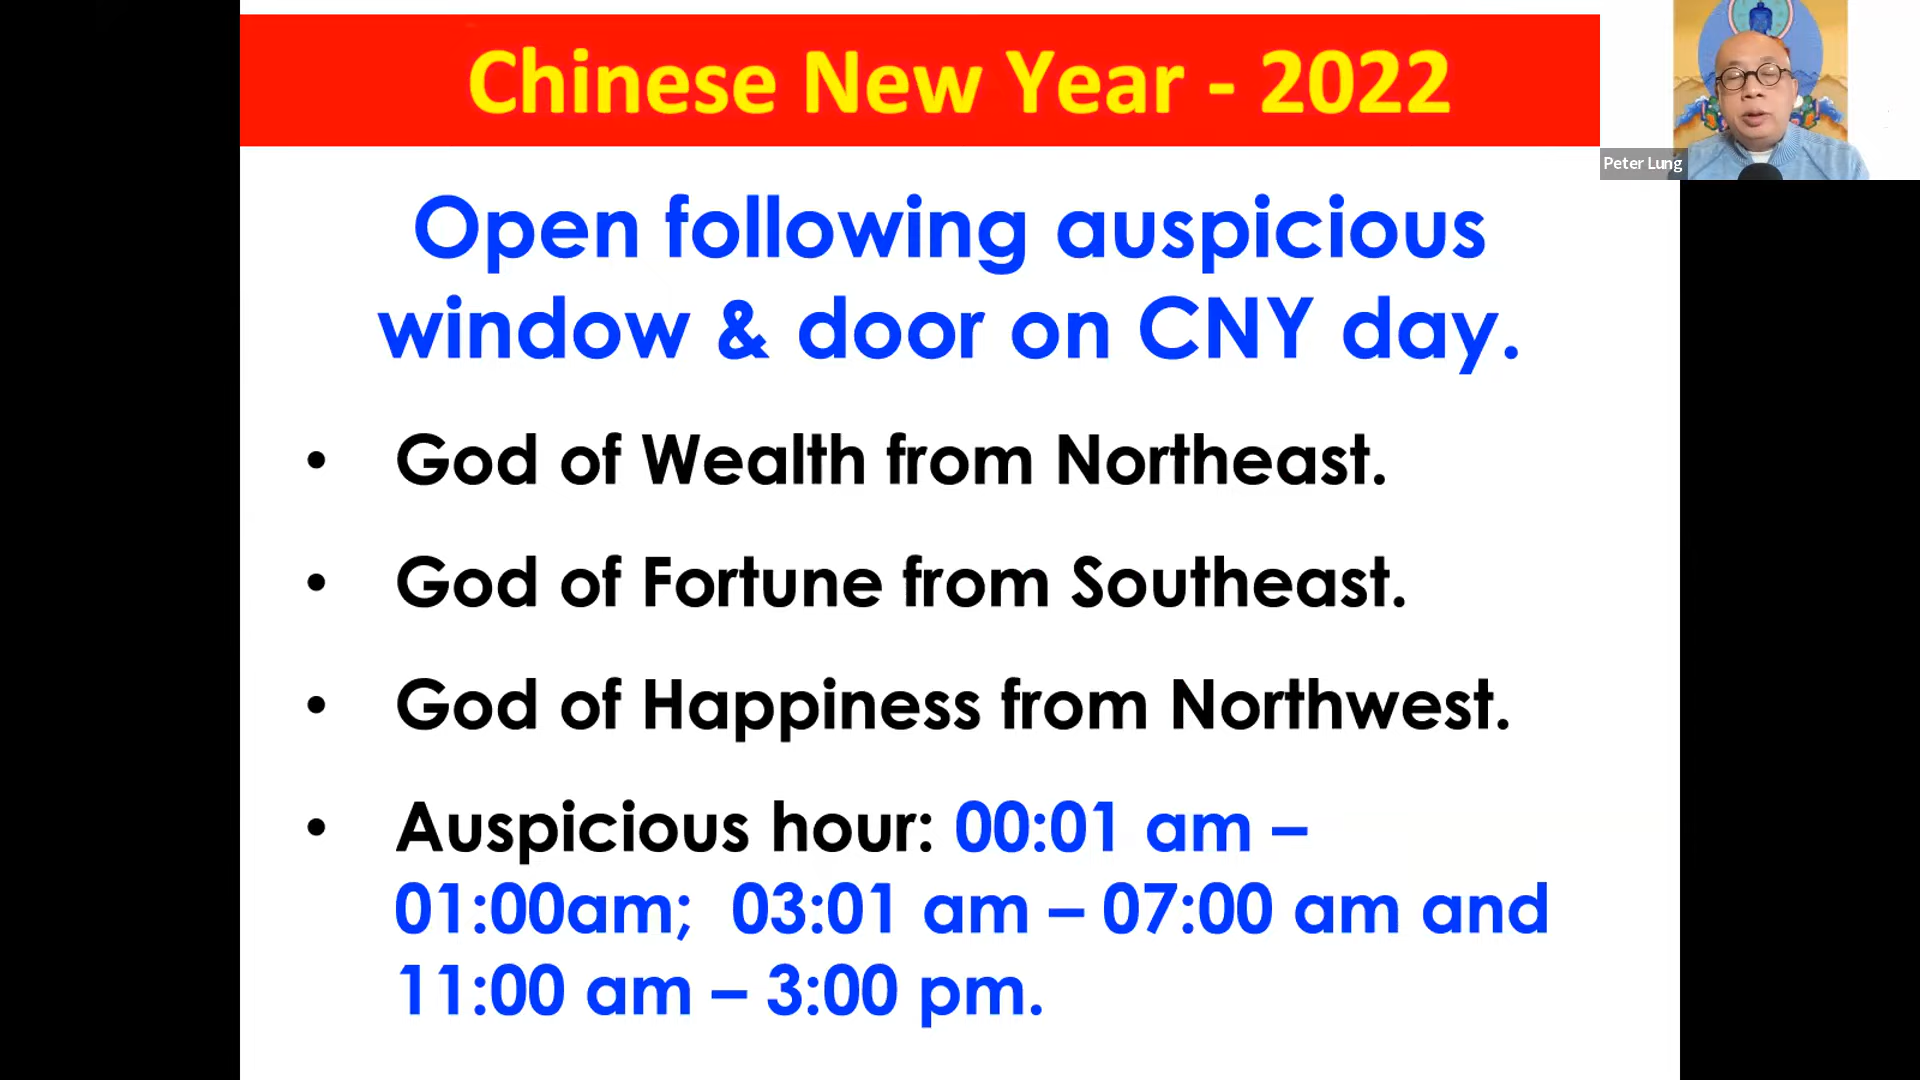 Chinese New Year - 2022
Peter Lung
Open following auspicious
window & door on CNY day.
• God of Wealth from Northeast.
• God of Fortune from Southeast.
• God of Happiness from Northwest.
• Auspicious hour: 00:01 am –
01:00am; 03:01 am – 07:00 am and
11:00 am – 3:00 pm.